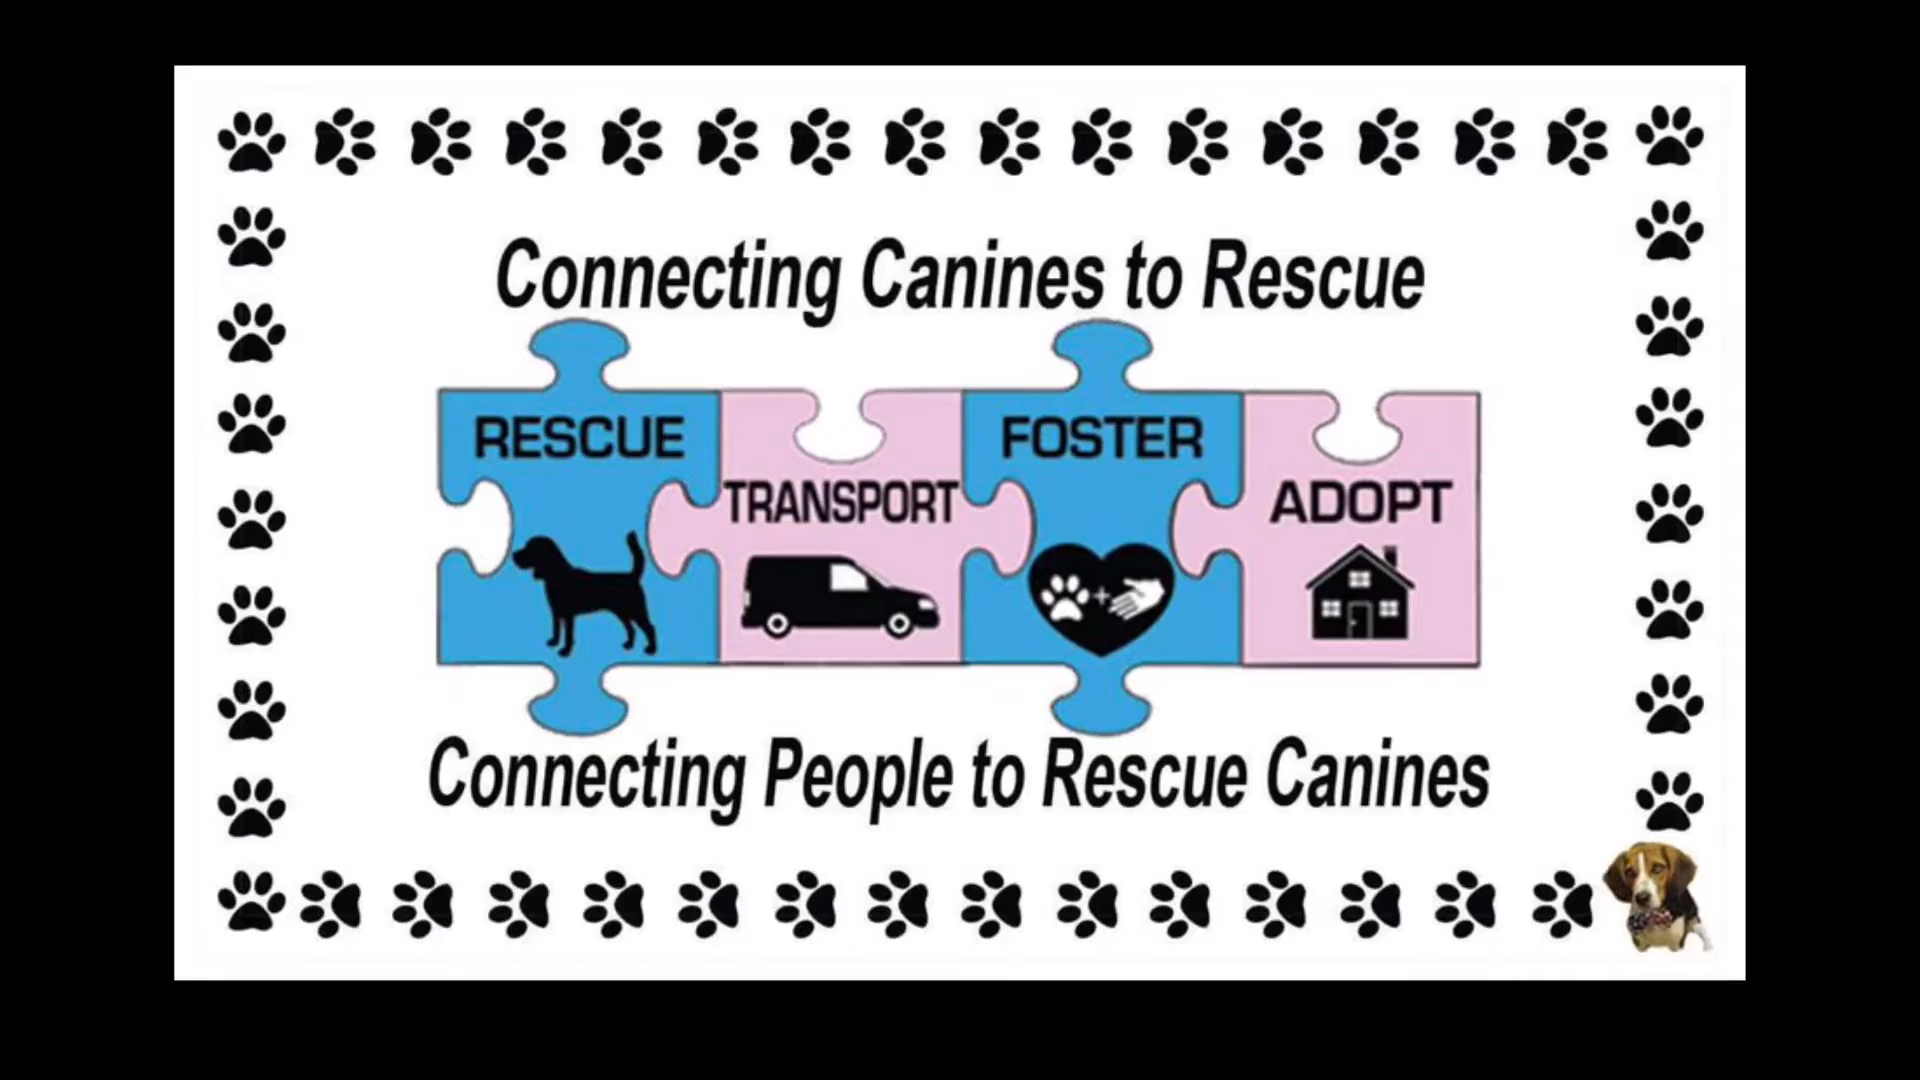 Connecting Canines to Rescue
RESCUE
TRANSPORT
FOSTER
ADOPT
Connecting People to Rescue Canines